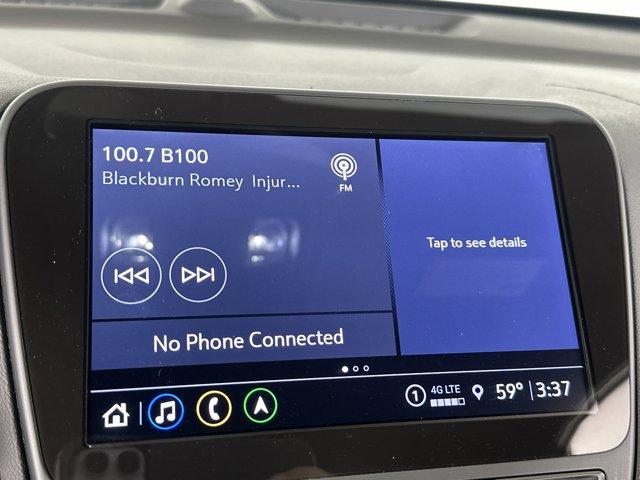 100.7 B100
Blackburn Romey Injur...
FM
Tap to see details
No Phone Connected
1 4G LTE 59° 3:37